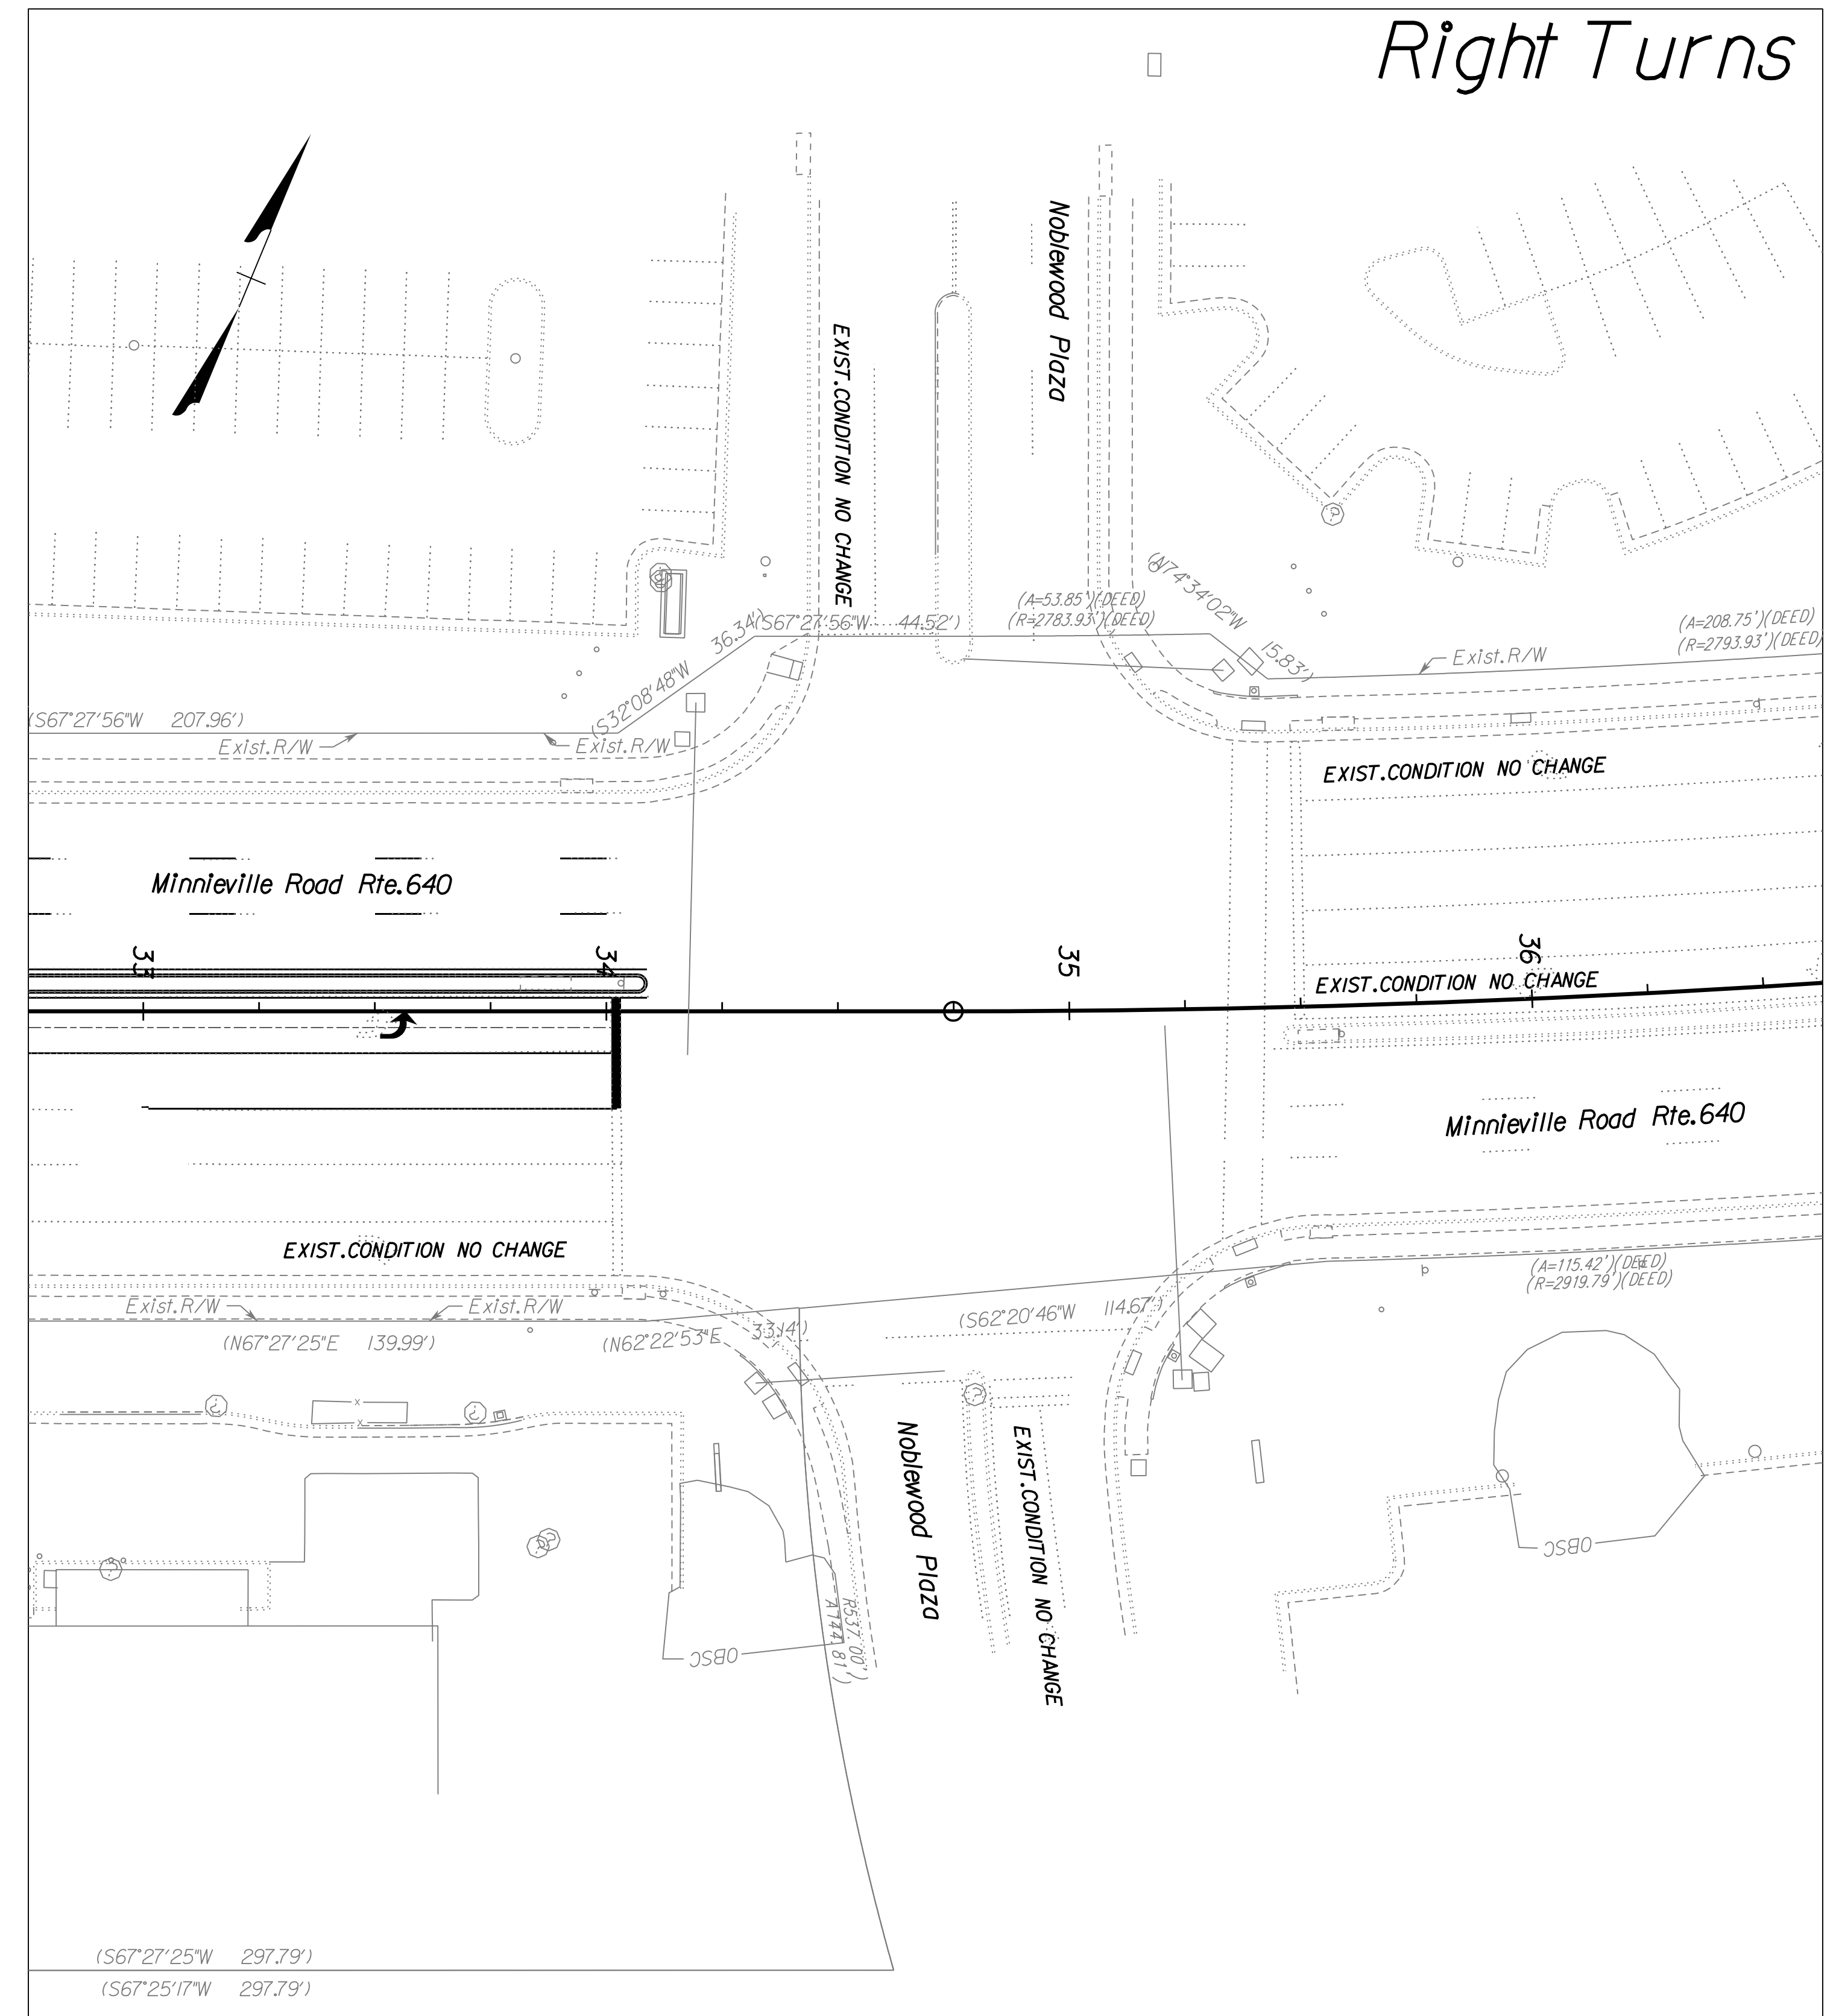 Right Turns
Noblewood Plaza
EXIST. CONDITION NO CHANGE
(N74°34'02"W 15.83')
(A=53.85')(DEED)
(R=2783.93')(DEED)
(S67°27'56"W 44.52')
(S32°08'48"W 36.34')
(A=208.75')(DEED)
(R=2793.93')(DEED)
Exist. R/W
(S67°27'56"W 207.96')
Exist. R/W
Exist. R/W
EXIST. CONDITION NO CHANGE
Minnieville Road Rte. 640
33
34
35
36
EXIST. CONDITION NO CHANGE
Minnieville Road Rte. 640
EXIST. CONDITION NO CHANGE
(A=115.42')(DEED)
(R=2919.79')(DEED)
Exist. R/W
Exist. R/W
(S62°20'46"W 114.67')
(N67°27'25"E 139.99')
(N62°22'53"E 33.14')
x
x
Noblewood Plaza
EXIST. CONDITION NO CHANGE
OBSC
R537.00')
A144.81')
OBSC
(S67°27'25"W 297.79')
(S67°25'17"W 297.79')